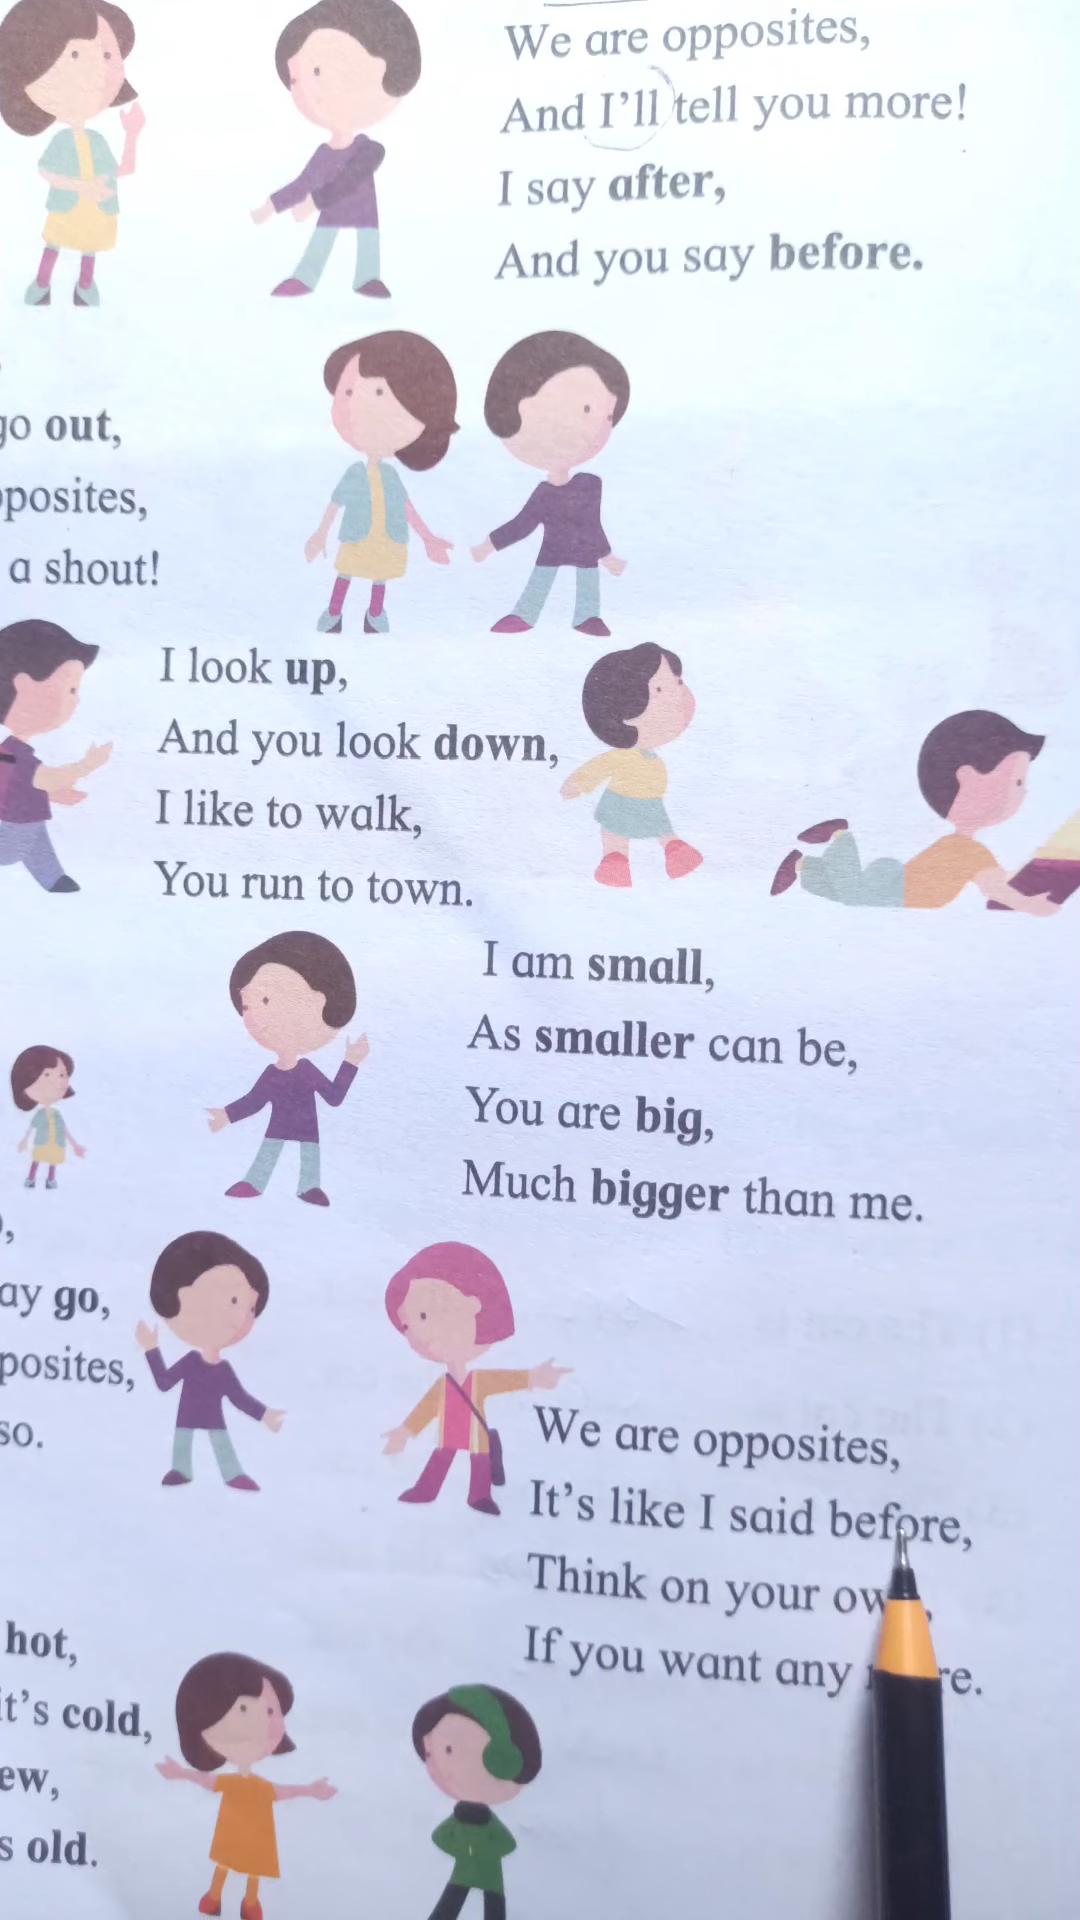 We are opposites,
And I'll tell you more!
I say after,
And you say before.
go out,
posites,
a shout!
I look up,
And you look down,
I like to walk,
You run to town.
I am small,
As smaller can be,
You are big,
Much bigger than me.
ay go,
posites,
so.
We are opposites,
It's like I said before,
Think on your
If you want any
hot,
it's cold,
ew,
s old.